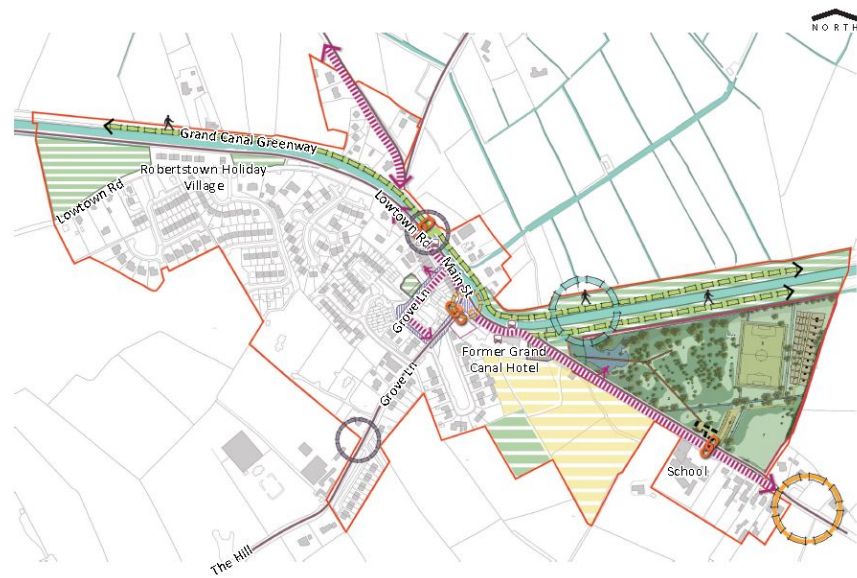 NORTH
Grand Canal Greenway
Robertstown Holiday
Village
Lowtown Rd
Lowtown Rd
Main St
Grove Ln
Former Grand
Canal Hotel
Grove Ln
School
The Hill